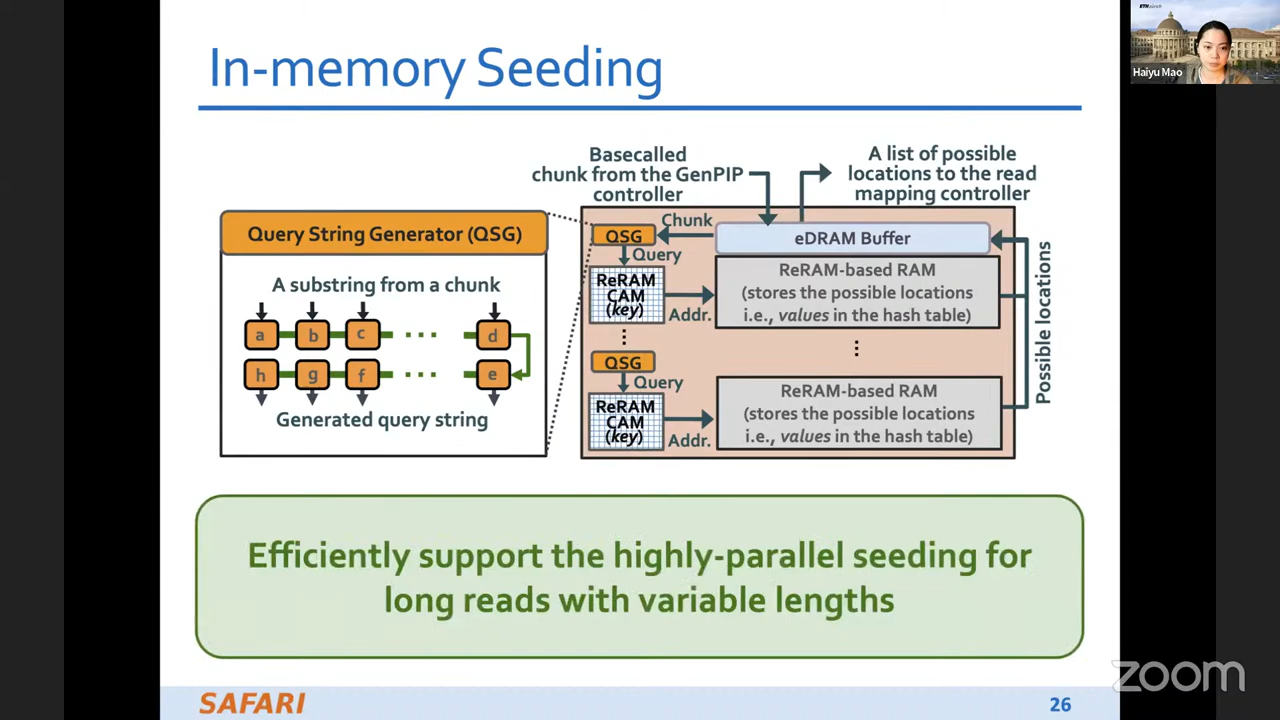 In-memory Seeding
ETH zürich
Haiyu Mao
Basecalled
chunk from the GenPIP
controller
A list of possible
locations to the read
mapping controller
Query String Generator (QSG)
A substring from a chunk
a b c ... d
h g f ... e
Generated query string
QSG
Chunk
eDRAM Buffer
Query
ReRAM
CAM
(key)
Addr.
ReRAM-based RAM
(stores the possible locations
i.e., values in the hash table)
Possible locations
QSG
Query
ReRAM
CAM
(key)
Addr.
ReRAM-based RAM
(stores the possible locations
i.e., values in the hash table)
Efficiently support the highly-parallel seeding for
long reads with variable lengths
SAFARI
26
zoom